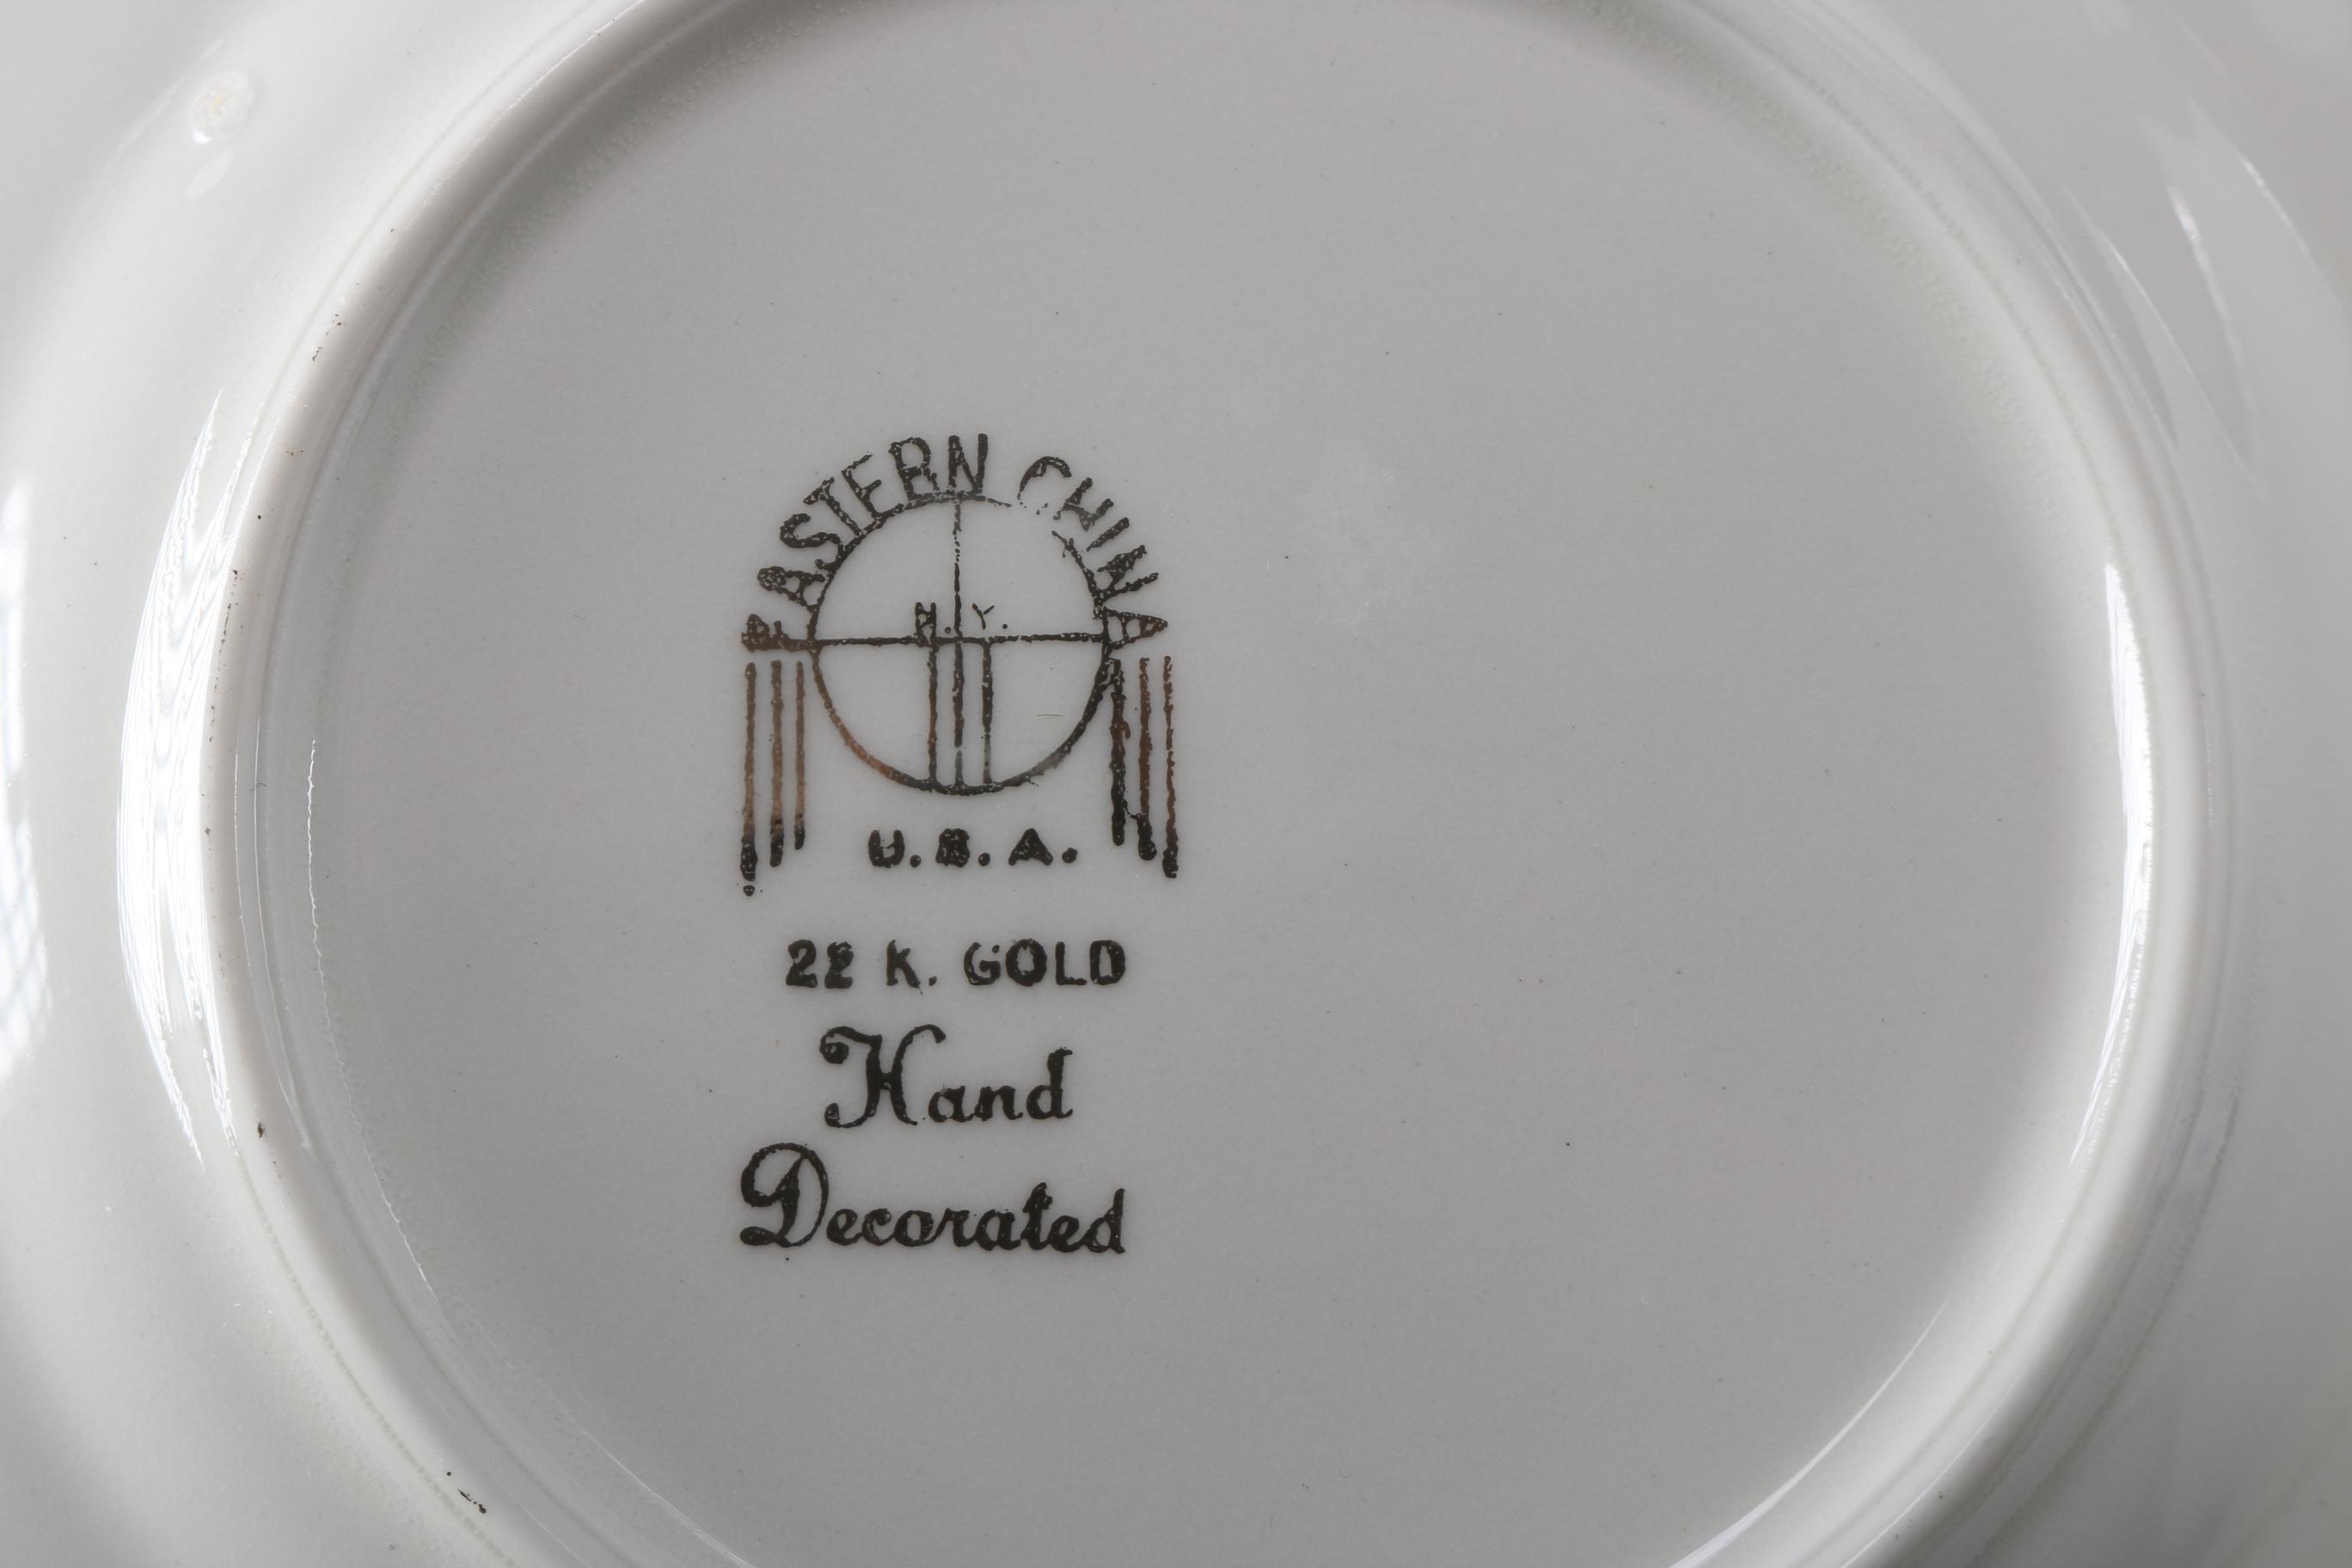 EASTERN CHINA
N. Y.
U.S.A.
22 K. GOLD
Hand
Decorated